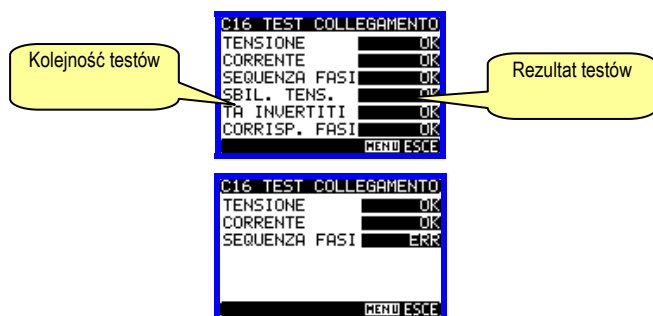 C16 TEST COLLEGAMENTO
TENSIONE OK
CORRENTE OK
SEQUENZA FASI OK
SBIL. TENS. OK
TA INVERTITI OK
CORRISP. FASI OK
MENU ESCE
Kolejność testów
Rezultat testów
C16 TEST COLLEGAMENTO
TENSIONE OK
CORRENTE OK
SEQUENZA FASI ERR
MENU ESCE